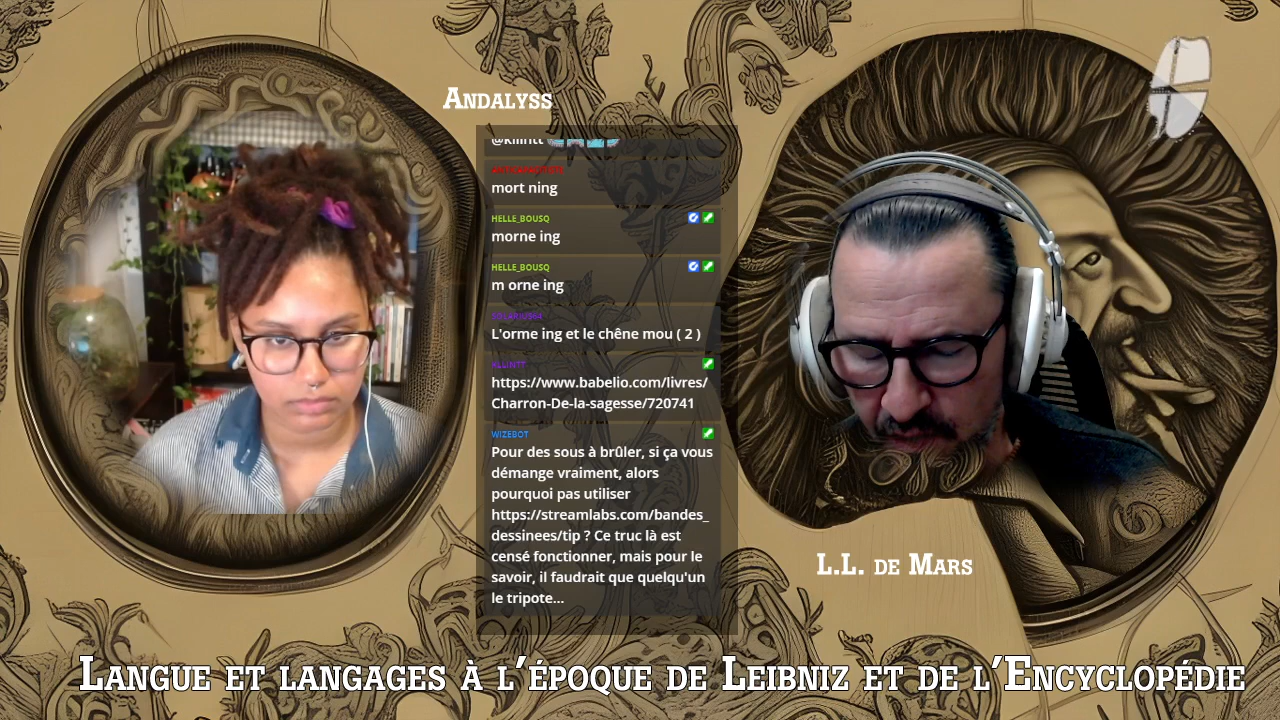 Andalyss
@kllintt
mort ning
HELLE_BOUSQ
morne ing
HELLE_BOUSQ
m orne ing
L'orme ing et le chêne mou ( 2 )
KLLINTT
https://www.babelio.com/livres/
Charron-De-la-sagesse/720741
WIZEBOT
Pour des sous à brûler, si ça vous
démange vraiment, alors
pourquoi pas utiliser
https://streamlabs.com/bandes_
dessinees/tip ? Ce truc là est
censé fonctionner, mais pour le
savoir, il faudrait que quelqu'un
le tripote...
L.L. de Mars
Langue et langages à l'époque de Leibniz et de l'Encyclopédie